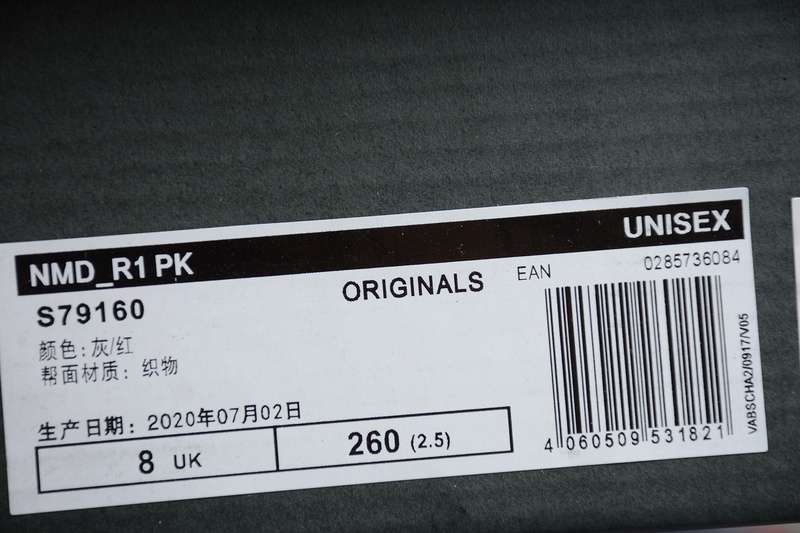 NMD_R1 PK
UNISEX
S79160
ORIGINALS
EAN
0285736084
颜色: 灰/红
帮面材质: 织物
生产日期: 2020年07月02日
8 UK
260 (2.5)
4 060509 531821
VABSCHA2/0917/V05